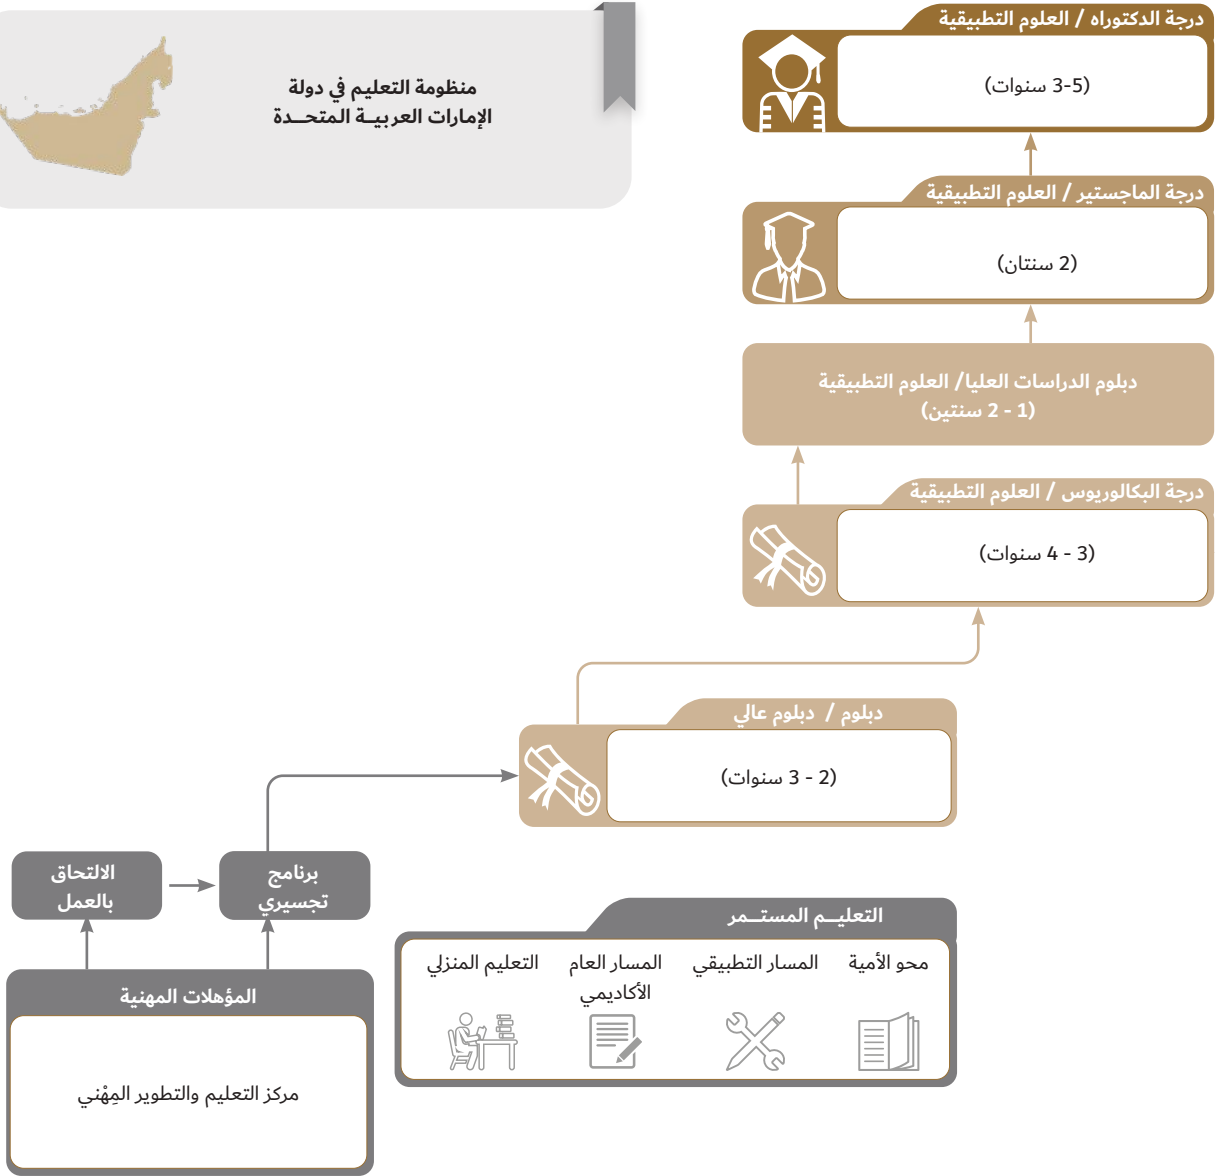 منظومة التعليم في دولة
الإمارات العربيــة المتحــدة
درجة الدكتوراه / العلوم التطبيقية
(3-5 سنوات)
درجة الماجستير / العلوم التطبيقية
(2 سنتان)
دبلوم الدراسات العليا/ العلوم التطبيقية
(1 - 2 سنتين)
درجة البكالوريوس / العلوم التطبيقية
(3 - 4 سنوات)
دبلوم / دبلوم عالي
(2 - 3 سنوات)
برنامج
تجسيري
الالتحاق
بالعمل
التعليــم المستــمر
محو الأمية
المسار التطبيقي
المسار العام
الأكاديمي
التعليم المنزلي
المؤهلات المهنية
مركز التعليم والتطوير المِهْني